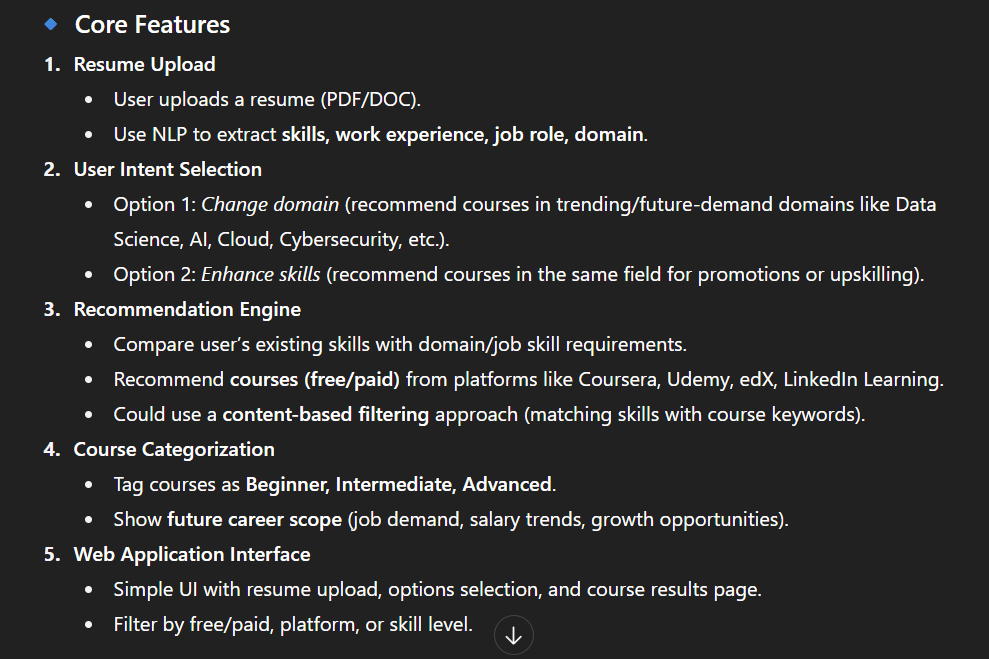 Core Features
1. Resume Upload
• User uploads a resume (PDF/DOC).
• Use NLP to extract skills, work experience, job role, domain.
2. User Intent Selection
• Option 1: Change domain (recommend courses in trending/future-demand domains like Data
Science, AI, Cloud, Cybersecurity, etc.).
• Option 2: Enhance skills (recommend courses in the same field for promotions or upskilling).
3. Recommendation Engine
• Compare user’s existing skills with domain/job skill requirements.
• Recommend courses (free/paid) from platforms like Coursera, Udemy, edX, LinkedIn Learning.
• Could use a content-based filtering approach (matching skills with course keywords).
4. Course Categorization
• Tag courses as Beginner, Intermediate, Advanced.
• Show future career scope (job demand, salary trends, growth opportunities).
5. Web Application Interface
• Simple UI with resume upload, options selection, and course results page.
• Filter by free/paid, platform, or skill level.